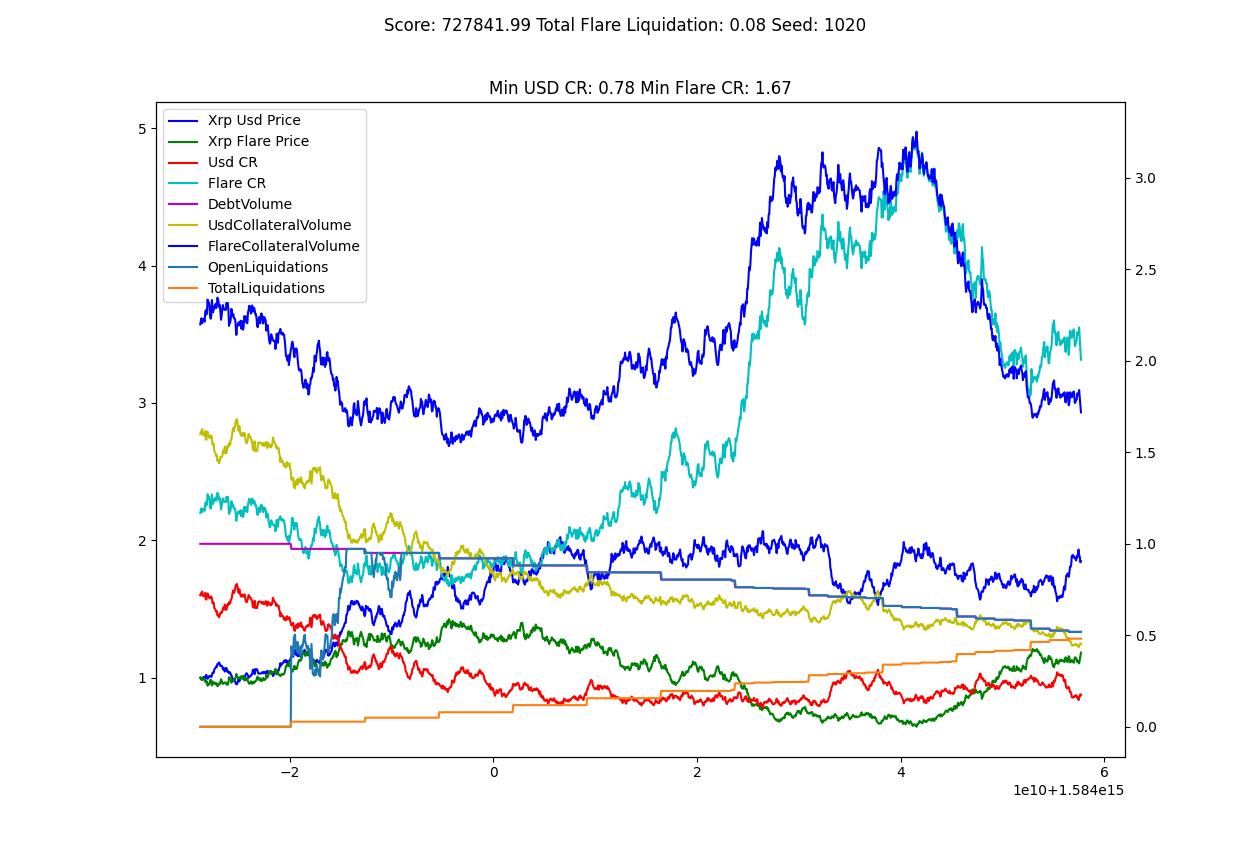 Score: 727841.99 Total Flare Liquidation: 0.08 Seed: 1020
Min USD CR: 0.78 Min Flare CR: 1.67
Xrp Usd Price
Xrp Flare Price
Usd CR
Flare CR
DebtVolume
UsdCollateralVolume
FlareCollateralVolume
OpenLiquidations
TotalLiquidations
5
4
3
2
1
3.0
2.5
2.0
1.5
1.0
0.5
0.0
−2 0 2 4 6
1e10+1.584e15